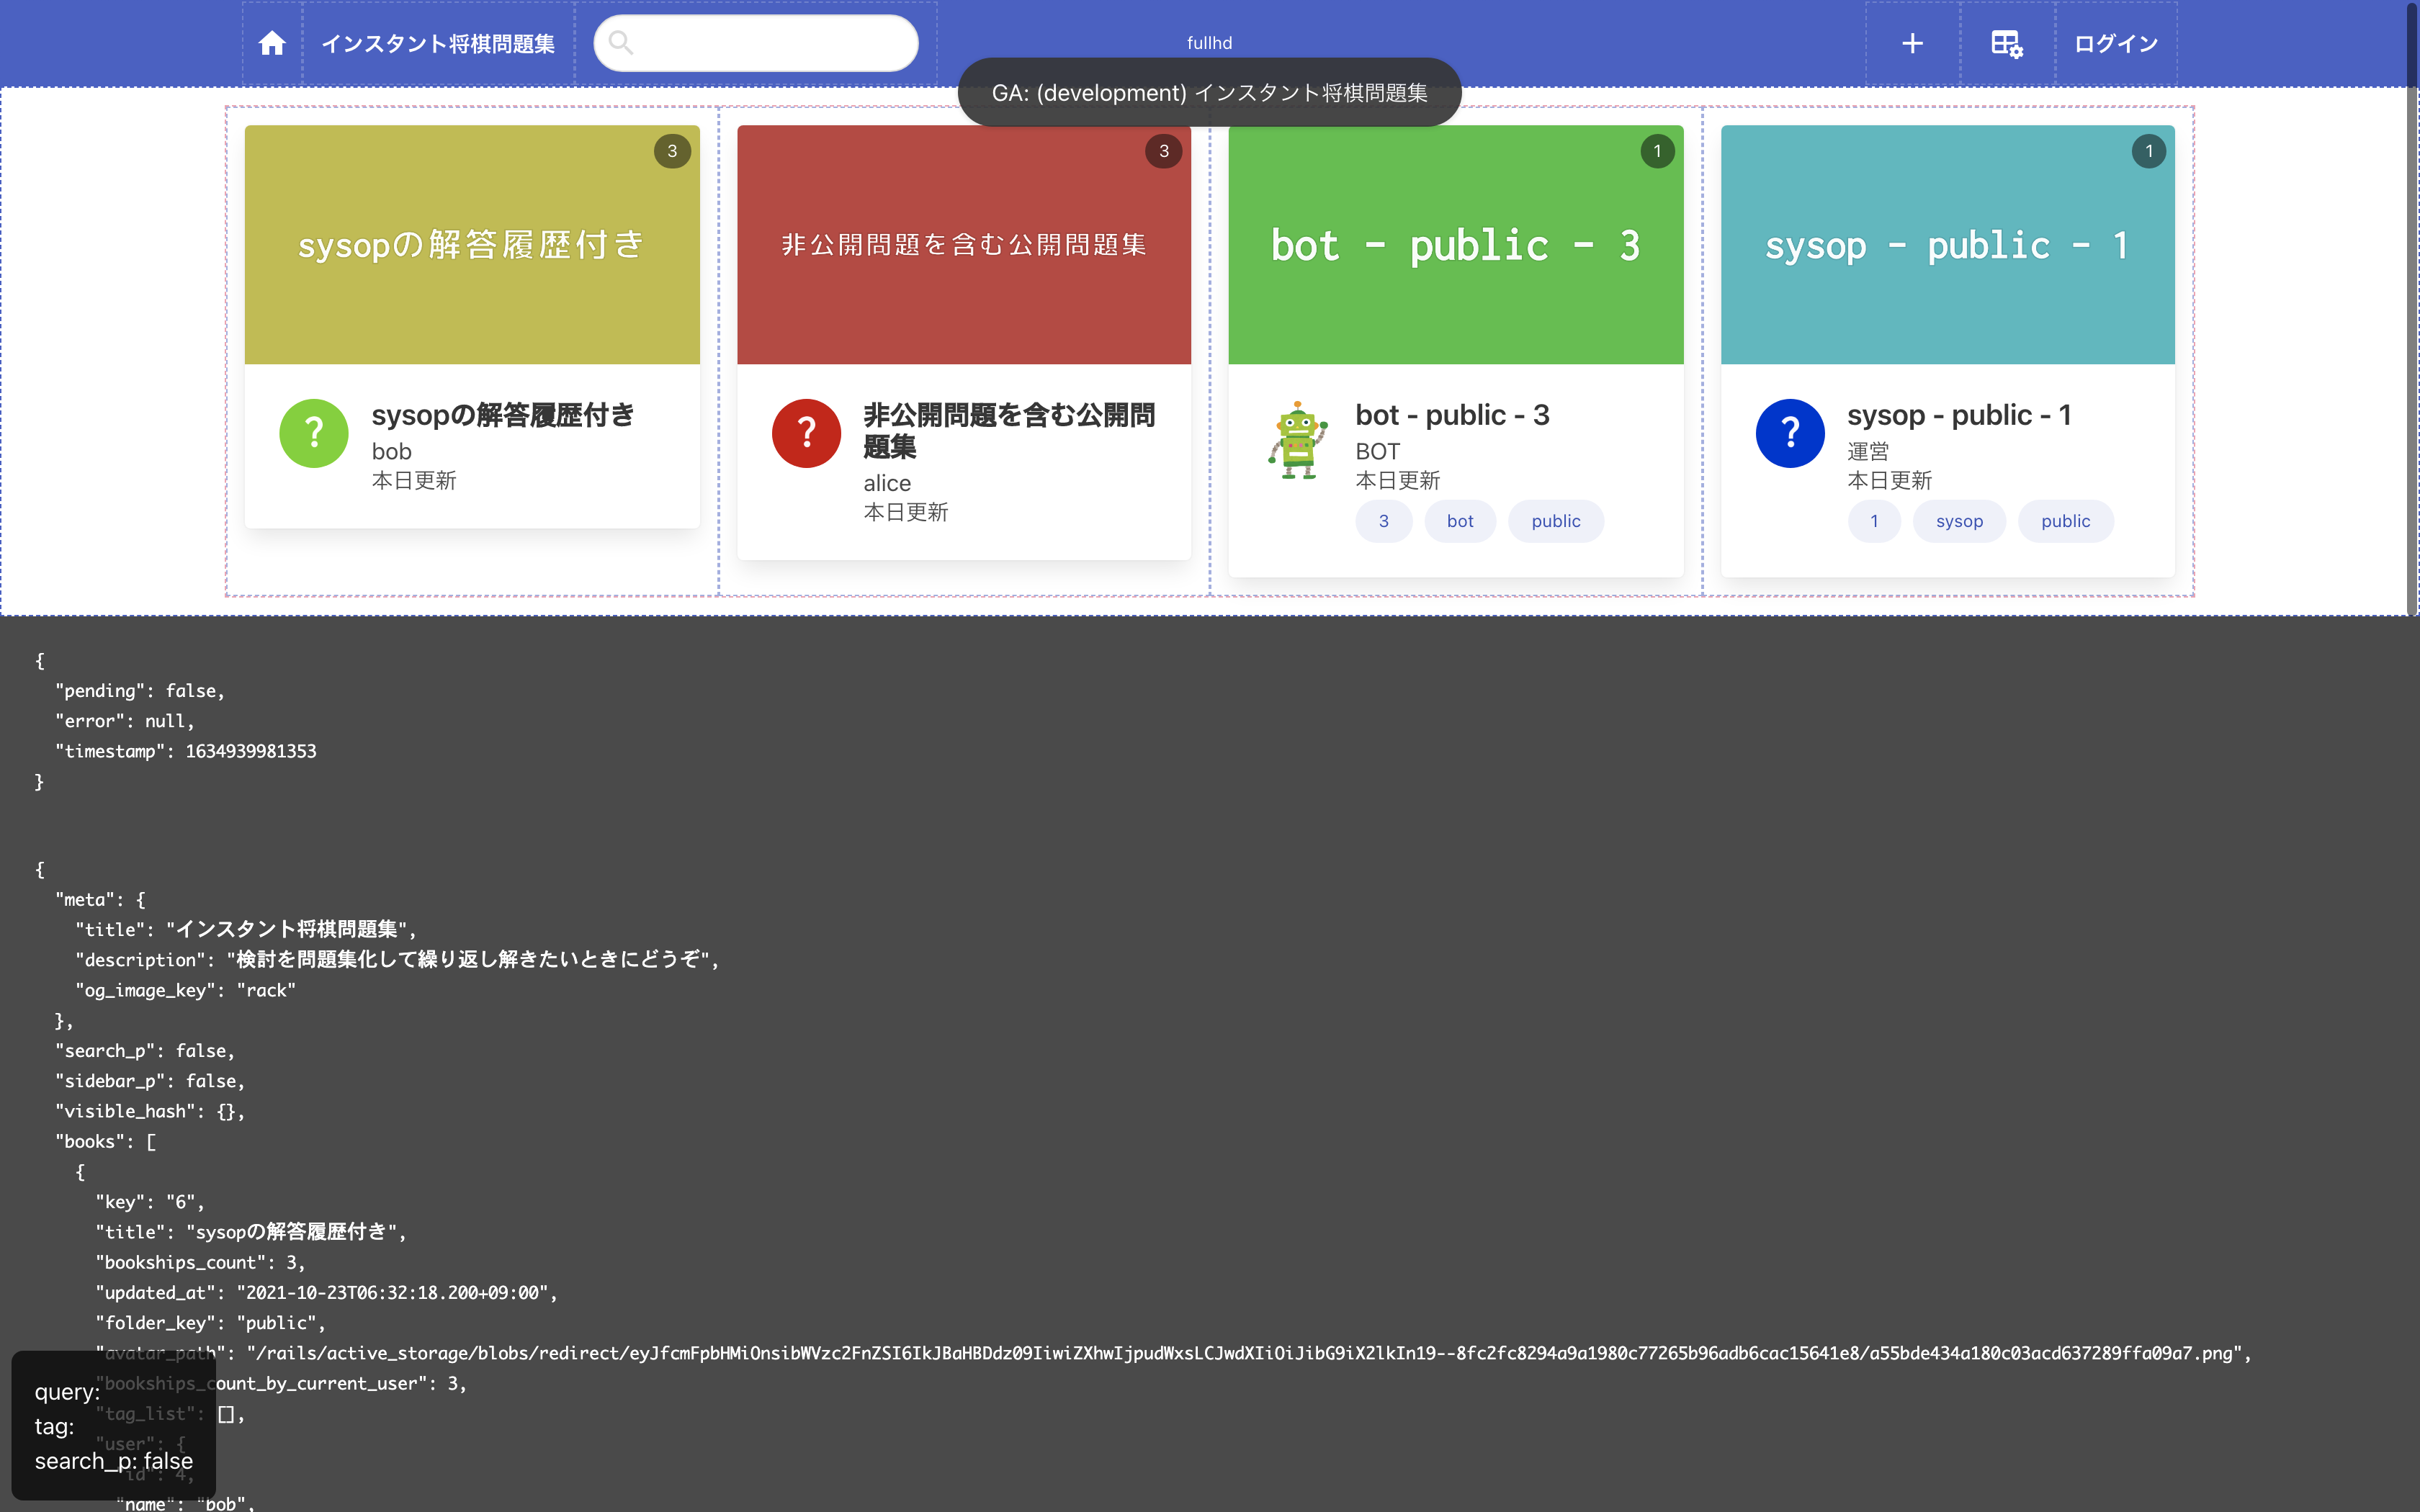 インスタント将棋問題集
fullhd
ログイン
GA: (development) インスタント将棋問題集
3
sysopの解答履歴付き
?
sysopの解答履歴付き
bob
本日更新
3
非公開問題を含む公開問題集
?
非公開問題を含む公開問
題集
alice
本日更新
1
bot - public - 3
bot - public - 3
BOT
本日更新
3 bot public
1
sysop - public - 1
?
sysop - public - 1
運営
本日更新
1 sysop public
{
"pending": false,
"error": null,
"timestamp": 1634939981353
}
{
"meta": {
"title": "インスタント将棋問題集",
"description": "検討を問題集化して繰り返し解きたいときにどうぞ",
"og_image_key": "rack"
},
"search_p": false,
"sidebar_p": false,
"visible_hash": {},
"books": [
{
"key": "6",
"title": "sysopの解答履歴付き",
"bookships_count": 3,
"updated_at": "2021-10-23T06:32:18.200+09:00",
"folder_key": "public",
"avatar_path": "/rails/active_storage/blobs/redirect/eyJfcmFpbHMiOnsibWVzc2FnZSI6IkJBaHBDdz09IiwiZXhwIjpudWxsLCJwdXIiOiJibG9iX2lkIn19--8fc2fc8294a9a1980c77265b96adb6cac15641e8/a55bde434a180c03acd637289ffa09a7.png",
"bookships_count_by_current_user": 3,
"tag_list": [],
"user": {
"id": 4,
"name": "bob",
query:
tag:
search_p: false